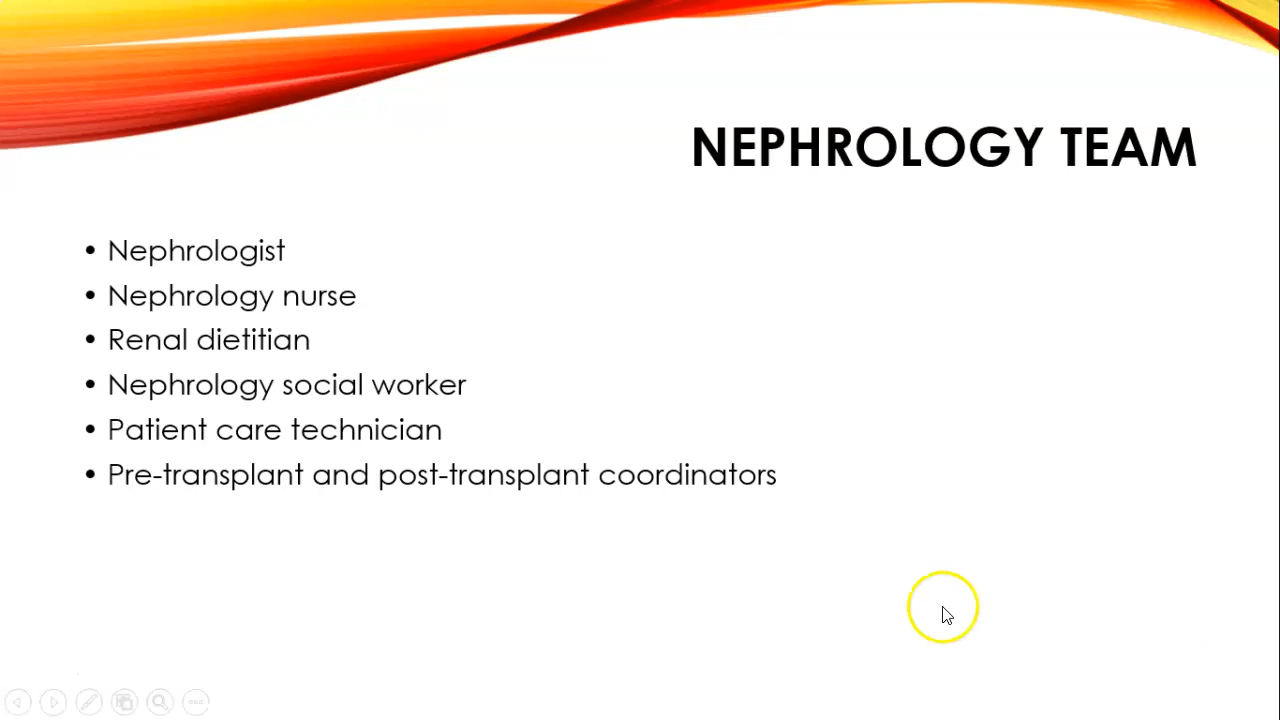 NEPHROLOGY TEAM
• Nephrologist
• Nephrology nurse
• Renal dietitian
• Nephrology social worker
• Patient care technician
• Pre-transplant and post-transplant coordinators